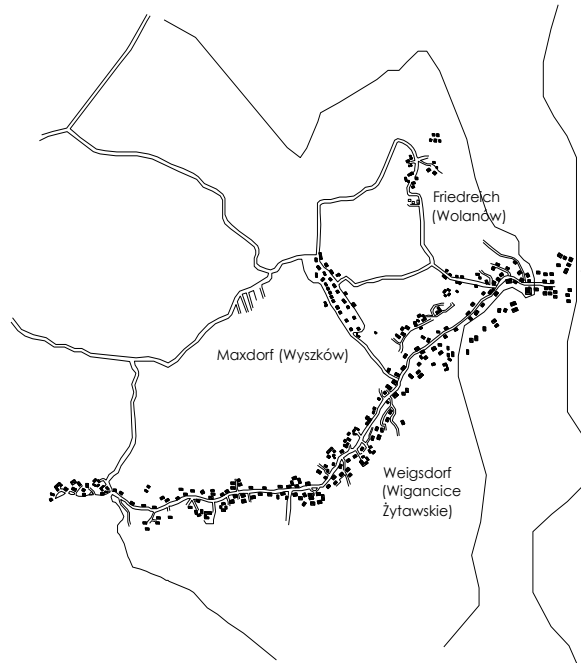 Friedreich
(Wolanów)
Maxdorf (Wyszków)
Weigsdorf
(Wigancice
Żytawskie)